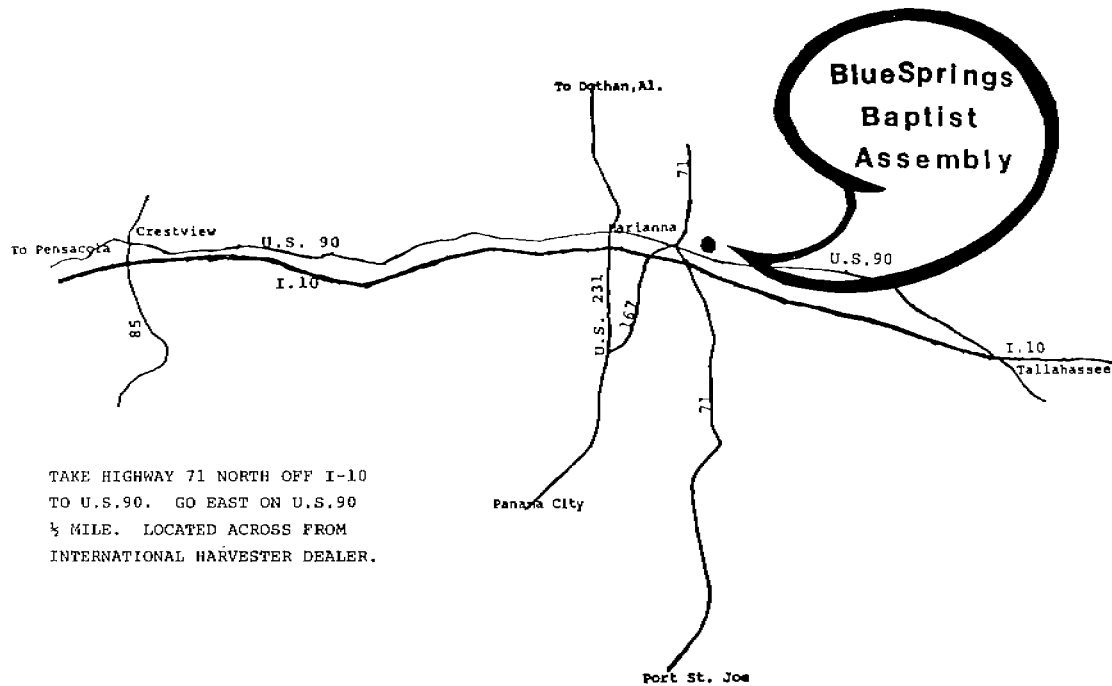 BlueSprings
Baptist
Assembly
To Dothan,Al.
71
Crestview
Marianna
To Pensacola
U.S. 90
U.S.90
I.10
U.S. 231
167
85
I.10
Tallahassee
71
Panama City
TAKE HIGHWAY 71 NORTH OFF I-10
TO U.S.90. GO EAST ON U.S.90
½ MILE. LOCATED ACROSS FROM
INTERNATIONAL HARVESTER DEALER.
Port St. Joe